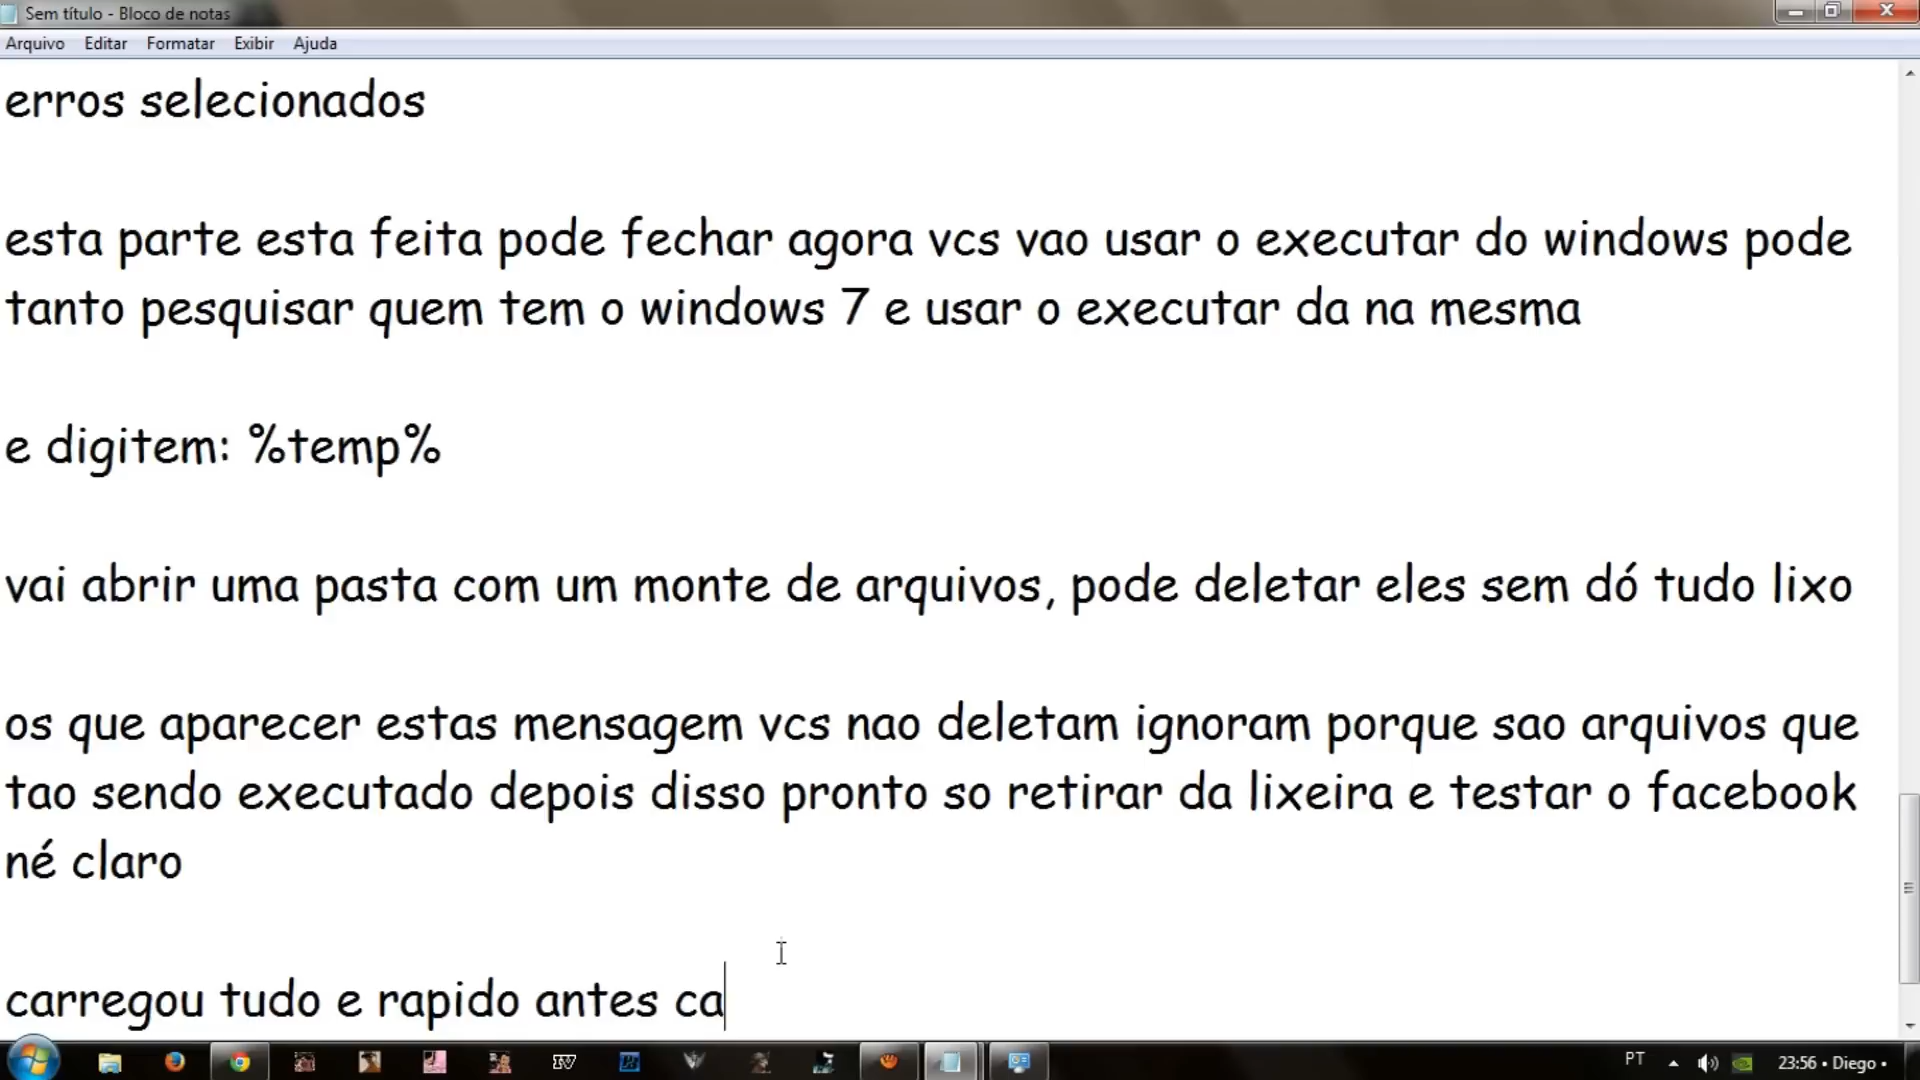 Sem título - Bloco de notas
Arquivo Editar Formatar Exibir Ajuda
erros selecionados
esta parte esta feita pode fechar agora vcs vao usar o executar do windows pode
tanto pesquisar quem tem o windows 7 e usar o executar da na mesma
e digitem: %temp%
vai abrir uma pasta com um monte de arquivos, pode deletar eles sem dó tudo lixo
os que aparecer estas mensagem vcs nao deletam ignoram porque sao arquivos que
tao sendo executado depois disso pronto so retirar da lixeira e testar o facebook
né claro
carregou tudo e rapido antes ca
IV PT 23:56 • Diego •